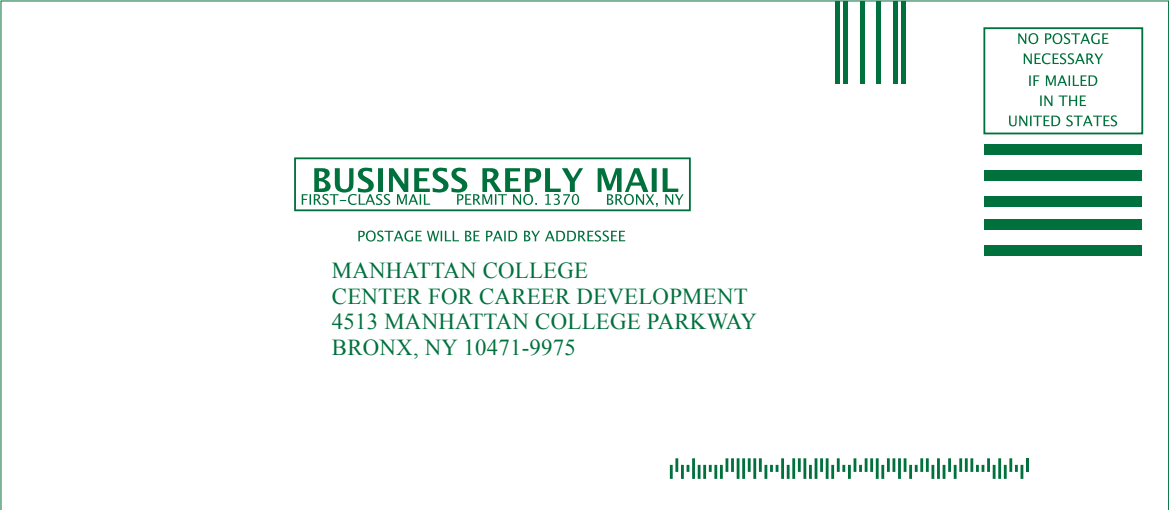 NO POSTAGE
NECESSARY
IF MAILED
IN THE
UNITED STATES
BUSINESS REPLY MAIL
FIRST-CLASS MAIL PERMIT NO. 1370 BRONX, NY
POSTAGE WILL BE PAID BY ADDRESSEE
MANHATTAN COLLEGE
CENTER FOR CAREER DEVELOPMENT
4513 MANHATTAN COLLEGE PARKWAY
BRONX, NY 10471-9975